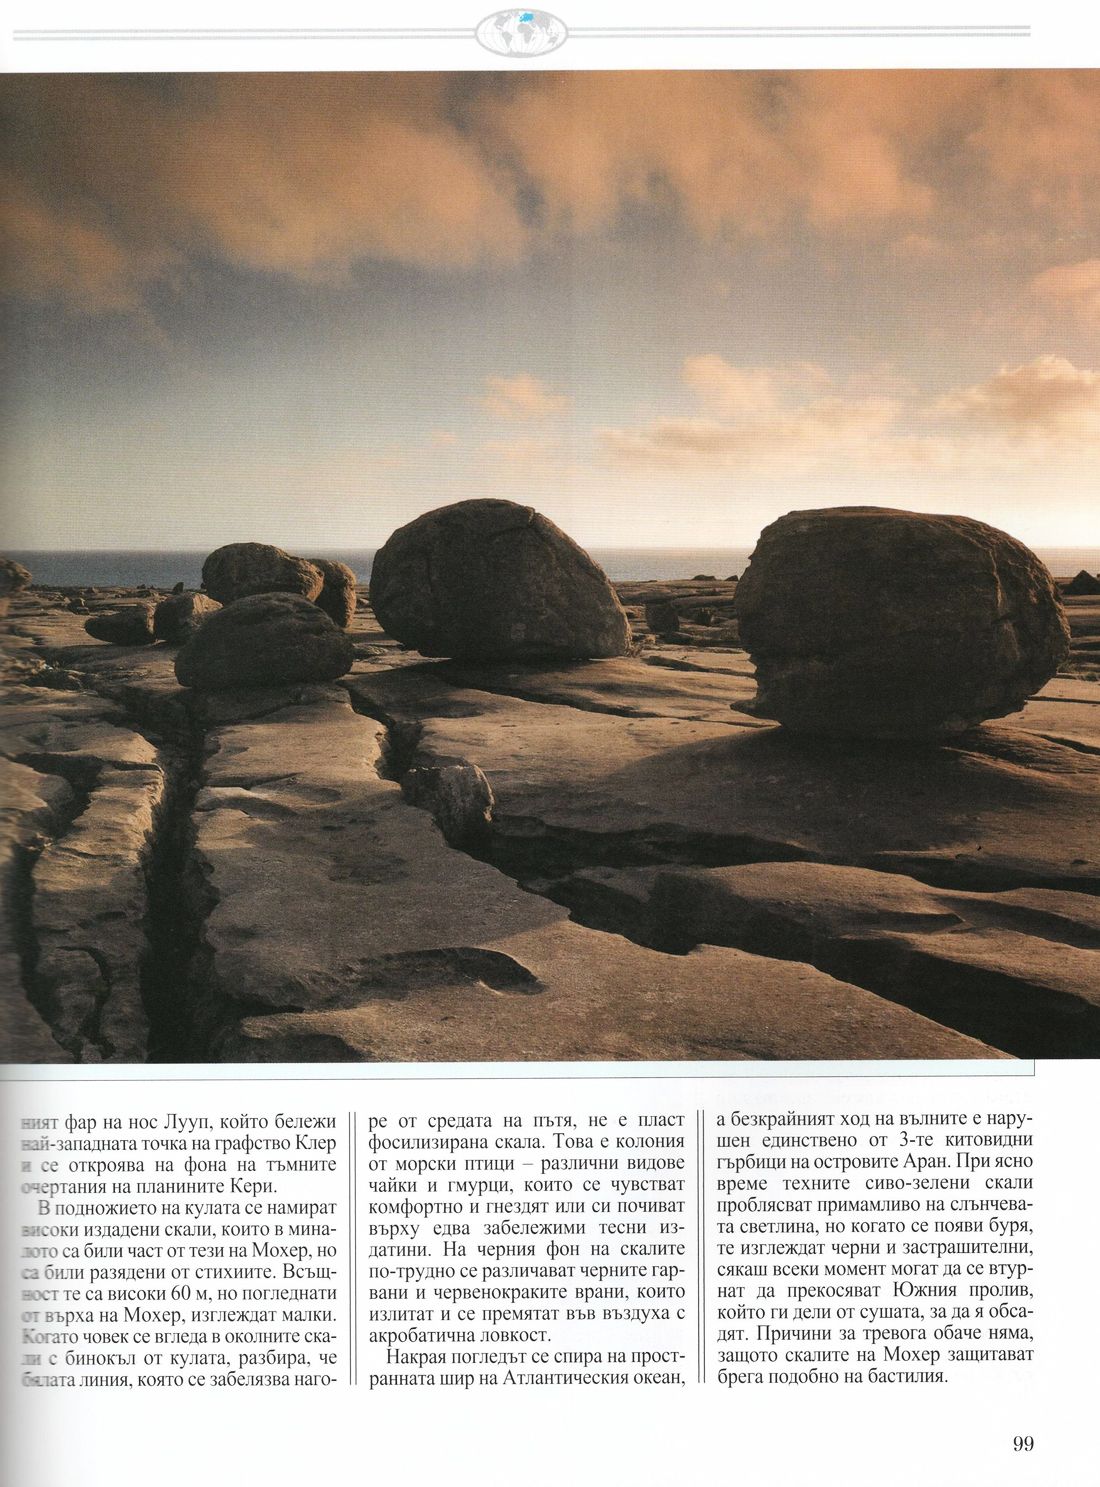 ният фар на нос Лууп, който бележи
най-западната точка на графство Клер
и се откроява на фона на тъмните
очертания на планините Кери.
В подножието на кулата се намират
високи издадени скали, които в мина-
лото са били част от тези на Мохер, но
са били разядени от стихиите. Всъщ-
ност те са високи 60 м, но погледнати
от върха на Мохер, изглеждат малки.
Когато човек се вгледа в околните ска-
ли с бинокъл от кулата, разбира, че
бялата линия, която се забелязва наго-
ре от средата на пътя, не е пласт
фосилизирана скала. Това е колония
от морски птици – различни видове
чайки и гмурци, които се чувстват
комфортно и гнездят или си почиват
върху едва забележими тесни из-
датини. На черния фон на скалите
по-трудно се различават черните гар-
вани и червенокраките врани, които
излитат и се премятат във въздуха с
акробатична ловкост.
Накрая погледът се спира на прост-
ранната шир на Атлантическия океан,
а безкрайният ход на вълните е нару-
шен единствено от 3-те китовидни
гърбици на островите Аран. При ясно
време техните сиво-зелени скали
проблясват примамливо на слънчева-
та светлина, но когато се появи буря,
те изглеждат черни и застрашителни,
сякаш всеки момент могат да се втур-
нат да прекосяват Южния пролив,
който ги дели от сушата, за да я обса-
дят. Причини за тревога обаче няма,
защото скалите на Мохер защитават
брега подобно на бастилия.
99